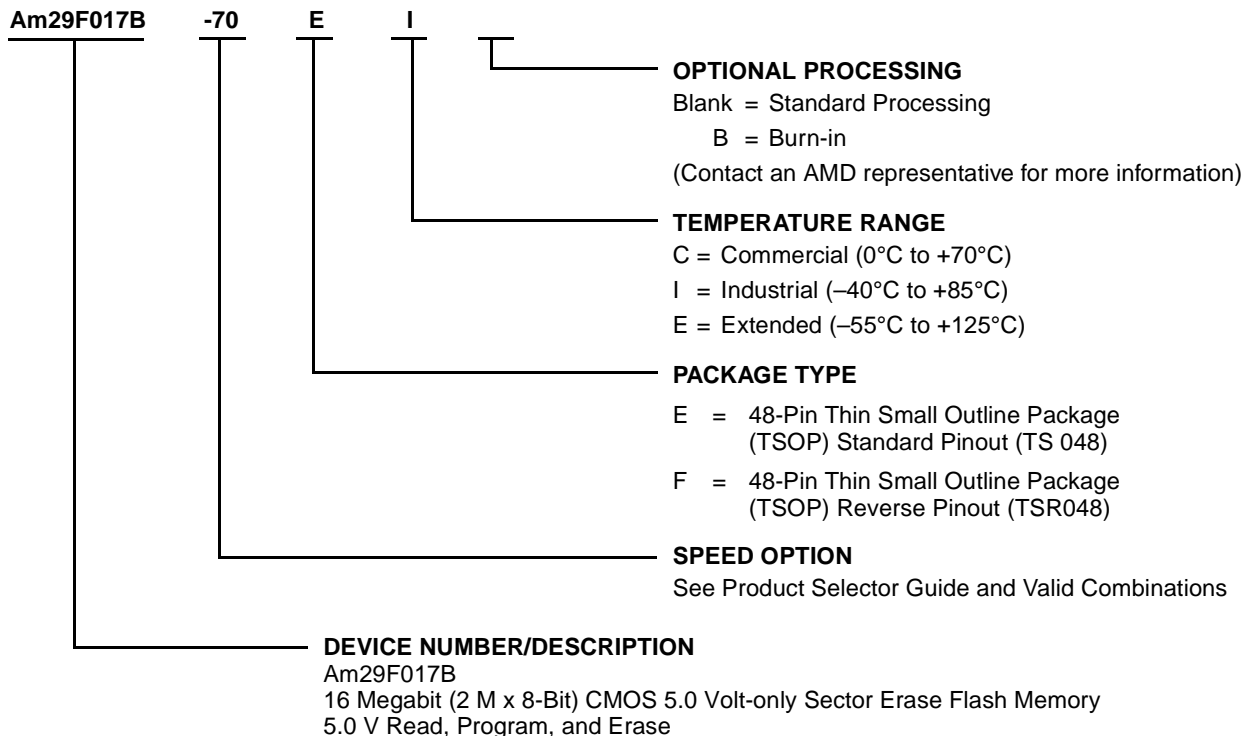 Am29F017B -70 E I
OPTIONAL PROCESSING
Blank = Standard Processing
B = Burn-in
(Contact an AMD representative for more information)
TEMPERATURE RANGE
C = Commercial (0°C to +70°C)
I = Industrial (–40°C to +85°C)
E = Extended (–55°C to +125°C)
PACKAGE TYPE
E = 48-Pin Thin Small Outline Package
(TSOP) Standard Pinout (TS 048)
F = 48-Pin Thin Small Outline Package
(TSOP) Reverse Pinout (TSR048)
SPEED OPTION
See Product Selector Guide and Valid Combinations
DEVICE NUMBER/DESCRIPTION
Am29F017B
16 Megabit (2 M x 8-Bit) CMOS 5.0 Volt-only Sector Erase Flash Memory
5.0 V Read, Program, and Erase